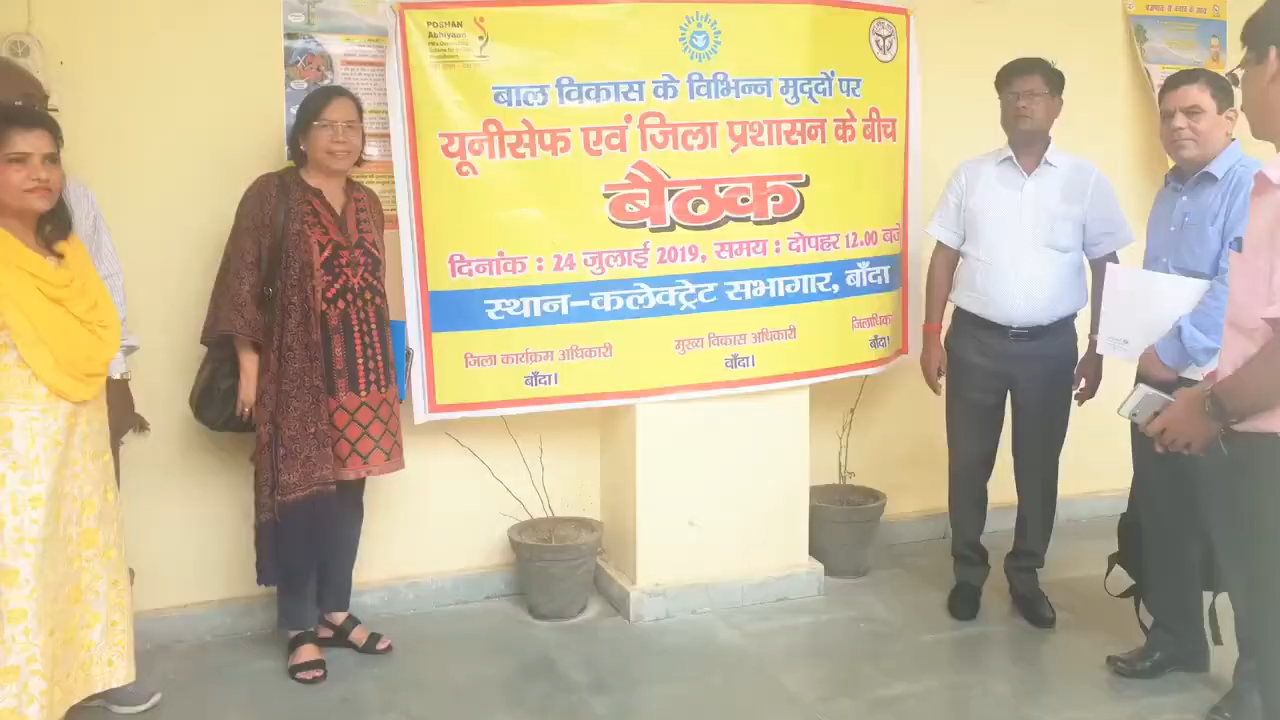 POSHAN
Abhiyaan
बाल विकास के विभिन्न मुद्दों पर
यूनीसेफ एवं जिला प्रशासन के बीच
बैठक
दिनांक : 24 जुलाई 2019, समय : दोपहर 12.00 बजे
स्थान-कलेक्ट्रेट सभागार, बाँदा
जिला कार्यक्रम अधिकारी
बाँदा।
मुख्य विकास अधिकारी
बाँदा।
जिलाधिका
बाँदा।